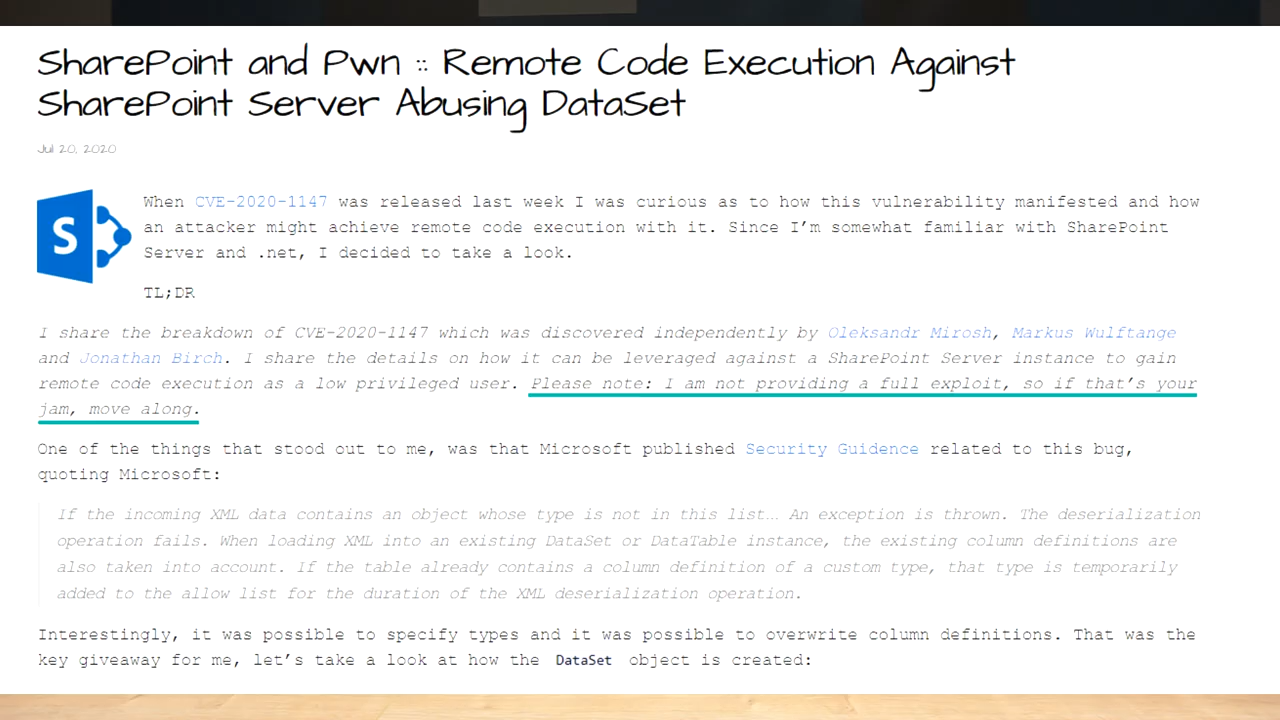 SharePoint and Pwn :: Remote Code Execution Against
SharePoint Server Abusing DataSet
Jul 20, 2020
S
When CVE-2020-1147 was released last week I was curious as to how this vulnerability manifested and how
an attacker might achieve remote code execution with it. Since I'm somewhat familiar with SharePoint
Server and .net, I decided to take a look.
TL;DR
I share the breakdown of CVE-2020-1147 which was discovered independently by Oleksandr Mirosh, Markus Wulftange
and Jonathan Birch. I share the details on how it can be leveraged against a SharePoint Server instance to gain
remote code execution as a low privileged user. Please note: I am not providing a full exploit, so if that's your
jam, move along.
One of the things that stood out to me, was that Microsoft published Security Guidence related to this bug,
quoting Microsoft:
If the incoming XML data contains an object whose type is not in this list... An exception is thrown. The deserialization
operation fails. When loading XML into an existing DataSet or DataTable instance, the existing column definitions are
also taken into account. If the table already contains a column definition of a custom type, that type is temporarily
added to the allow list for the duration of the XML deserialization operation.
Interestingly, it was possible to specify types and it was possible to overwrite column definitions. That was the
key giveaway for me, let's take a look at how the DataSet object is created: